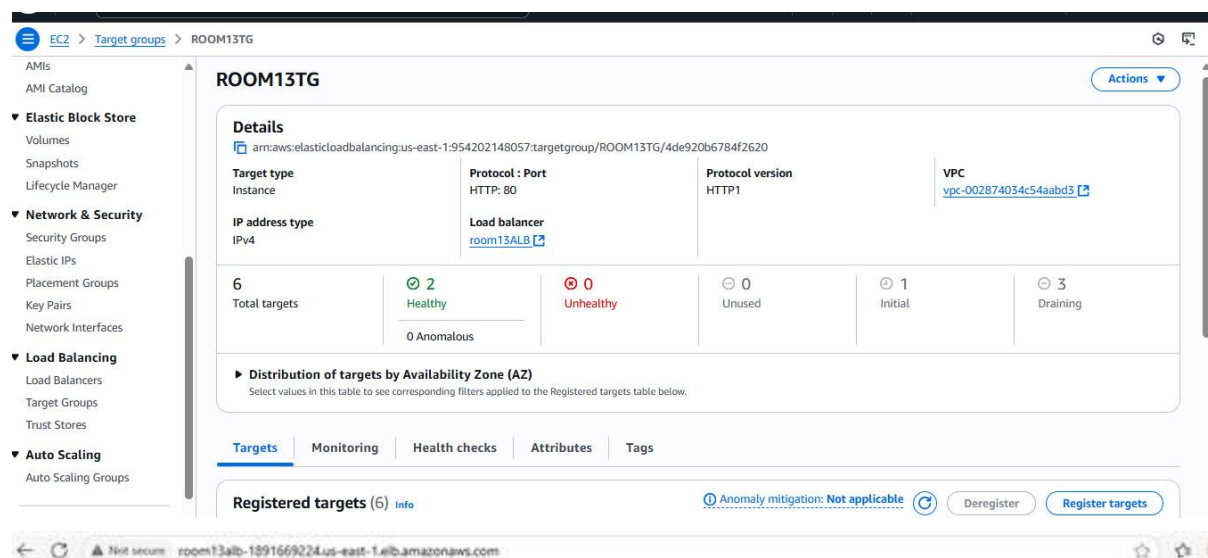 EC2 > Target groups > ROOM13TG
AMIs
AMI Catalog
Elastic Block Store
Volumes
Snapshots
Lifecycle Manager
Network & Security
Security Groups
Elastic IPs
Placement Groups
Key Pairs
Network Interfaces
Load Balancing
Load Balancers
Target Groups
Trust Stores
Auto Scaling
Auto Scaling Groups
ROOM13TG
Actions
Details
arn:aws:elasticloadbalancing:us-east-1:954202148057:targetgroup/ROOM13TG/4de920b6784f2620
Target type
Instance
Protocol : Port
HTTP: 80
Protocol version
HTTP1
VPC
vpc-002874034c54aabd3
IP address type
IPv4
Load balancer
room13ALB
6
Total targets
2
Healthy
0 Anomalous
0
Unhealthy
0
Unused
1
Initial
3
Draining
Distribution of targets by Availability Zone (AZ)
Select values in this table to see corresponding filters applied to the Registered targets table below.
Targets
Monitoring
Health checks
Attributes
Tags
Registered targets (6) Info
Anomaly mitigation: Not applicable
Deregister
Register targets
Not secure room13alb-1891669224.us-east-1.elb.amazonaws.com